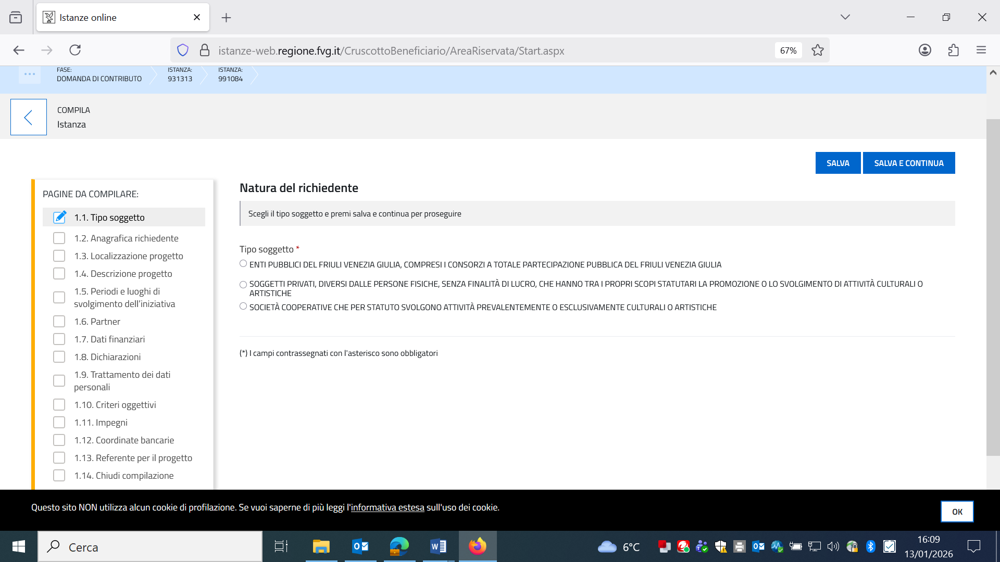 Istanze online
istanze-web.regione.fvg.it/CruscottoBeneficiario/AreaRiservata/Start.aspx
67%
FASE:
DOMANDA DI CONTRIBUTO
ISTANZA:
931313
ISTANZA:
991084
COMPILA
Istanza
SALVA
SALVA E CONTINUA
PAGINE DA COMPILARE:
1.1. Tipo soggetto
1.2. Anagrafica richiedente
1.3. Localizzazione progetto
1.4. Descrizione progetto
1.5. Periodi e luoghi di
svolgimento dell’iniziativa
1.6. Partner
1.7. Dati finanziari
1.8. Dichiarazioni
1.9. Trattamento dei dati
personali
1.10. Criteri oggettivi
1.11. Impegni
1.12. Coordinate bancarie
1.13. Referente per il progetto
1.14. Chiudi compilazione
Natura del richiedente
Scegli il tipo soggetto e premi salva e continua per proseguire
Tipo soggetto *
ENTI PUBBLICI DEL FRIULI VENEZIA GIULIA, COMPRESI I CONSORZI A TOTALE PARTECIPAZIONE PUBBLICA DEL FRIULI VENEZIA GIULIA
SOGGETTI PRIVATI, DIVERSI DALLE PERSONE FISICHE, SENZA FINALITÀ DI LUCRO, CHE HANNO TRA I PROPRI SCOPI STATUTARI LA PROMOZIONE O LO SVOLGIMENTO DI ATTIVITÀ CULTURALI O
ARTISTICHE
SOCIETÀ COOPERATIVE CHE PER STATUTO SVOLGONO ATTIVITÀ PREVALENTEMENTE O ESCLUSIVAMENTE CULTURALI O ARTISTICHE
(*) I campi contrassegnati con l'asterisco sono obbligatori
Questo sito NON utilizza alcun cookie di profilazione. Se vuoi saperne di più leggi l'informativa estesa sull'uso dei cookie.
OK
Cerca
6°C
16:09
13/01/2026